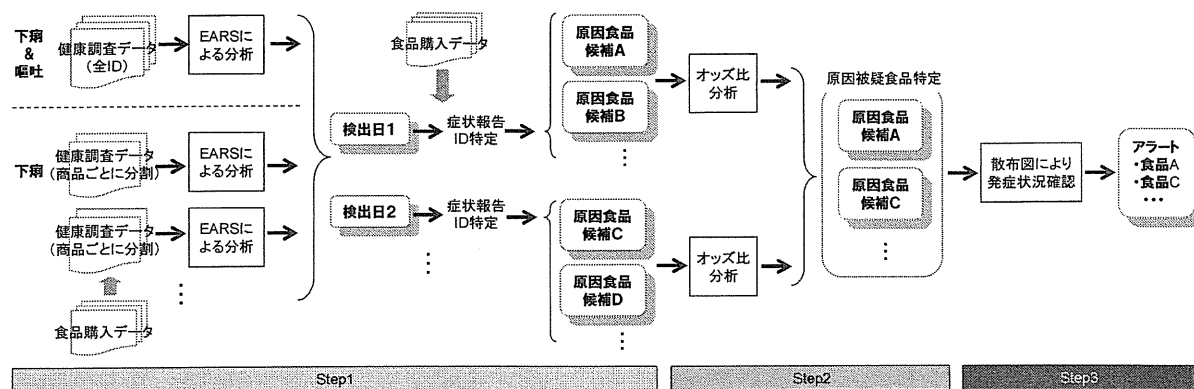 下痢
&
嘔吐
健康調査データ
(全ID)
EARSに
よる分析
下痢
健康調査データ
(商品ごとに分割)
EARSに
よる分析
健康調査データ
(商品ごとに分割)
EARSに
よる分析
⋮
食品購入データ
食品購入データ
検出日1
症状報告
ID特定
検出日2
症状報告
ID特定
⋮
原因食品
候補A
原因食品
候補B
⋮
原因食品
候補C
原因食品
候補D
⋮
オッズ比
分析
オッズ比
分析
原因被疑食品特定
原因食品
候補A
原因食品
候補C
⋮
散布図により
発症状況確認
アラート
・食品A
・食品C
•••
Step1
Step2
Step3